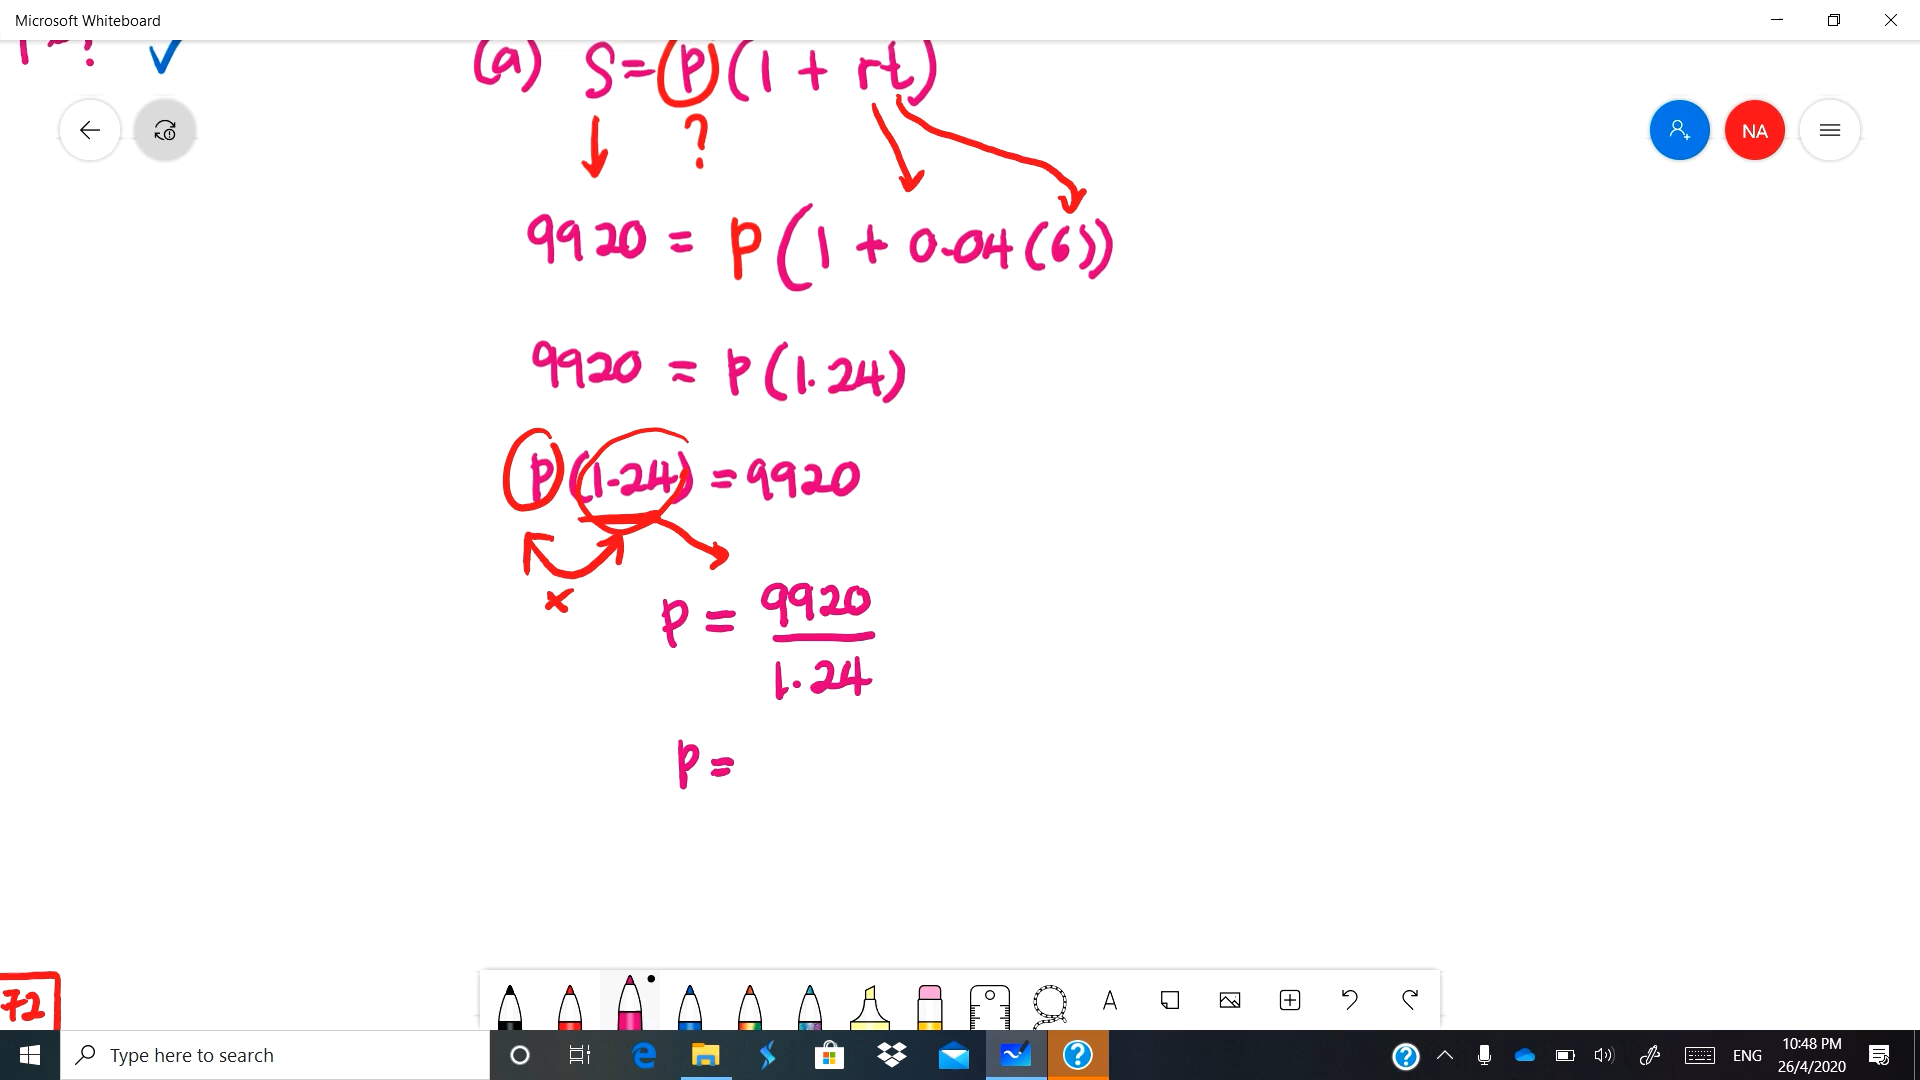 Microsoft Whiteboard
P = ?
(a) S = P (1 + rt)
?
NA
9920 = P (1 + 0.04 (6))
9920 = P (1.24)
P (1.24) = 9920
×
P = 9920
1.24
P =
72
A
Type here to search
ENG
10:48 PM
26/4/2020